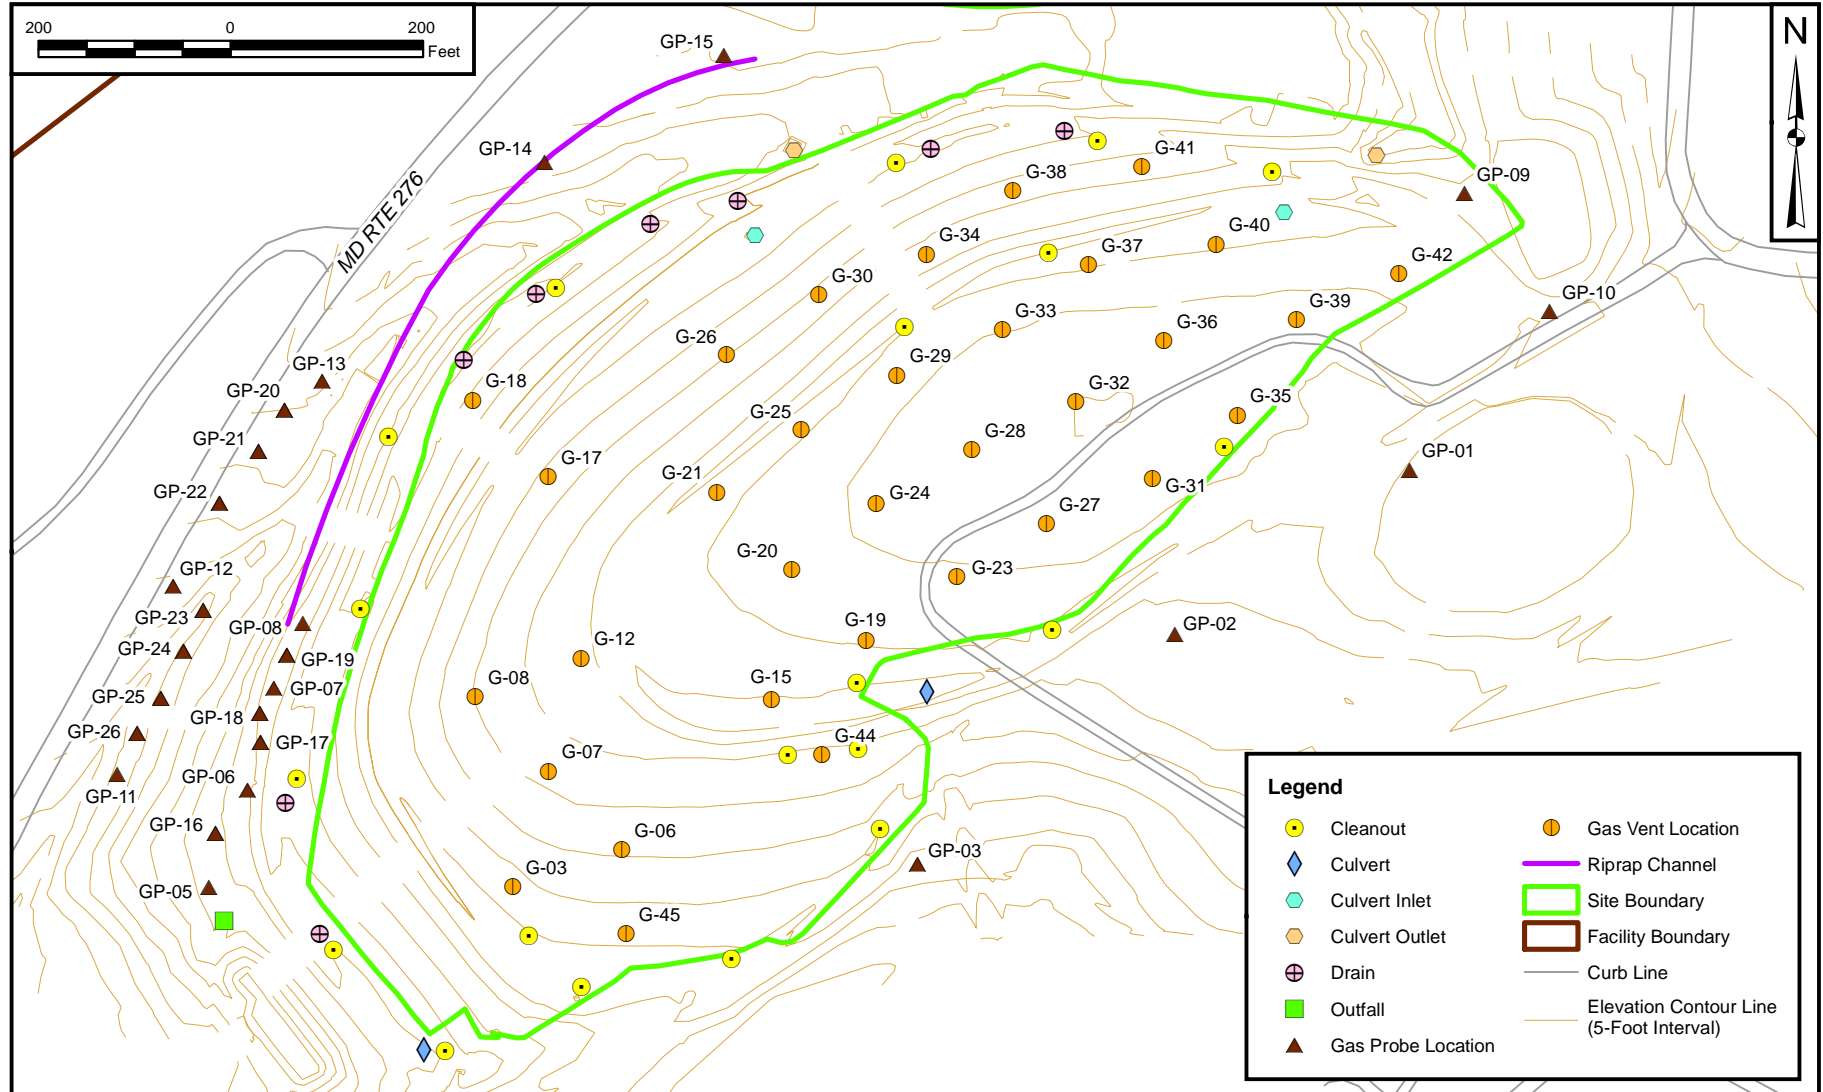 200 0 200
Feet
N
GP-15
GP-14
MD RTE 276
G-41
G-38
GP-09
G-34
G-40
G-37
G-42
G-30
GP-10
G-39
G-33
G-26
G-36
GP-13
G-29
G-18
GP-20
G-32
G-35
G-25
GP-21
G-28
GP-01
G-17
G-21
G-31
GP-22
G-24
G-27
G-20
GP-12
G-23
GP-23
GP-08
G-19
GP-02
GP-24
G-12
GP-19
G-08
G-15
GP-07
GP-25
GP-18
GP-26
GP-17
G-44
G-07
GP-06
GP-11
GP-16
G-06
GP-03
G-03
GP-05
G-45
Legend
Cleanout
Culvert
Culvert Inlet
Culvert Outlet
Drain
Outfall
Gas Probe Location
Gas Vent Location
Riprap Channel
Site Boundary
Facility Boundary
Curb Line
Elevation Contour Line
(5-Foot Interval)